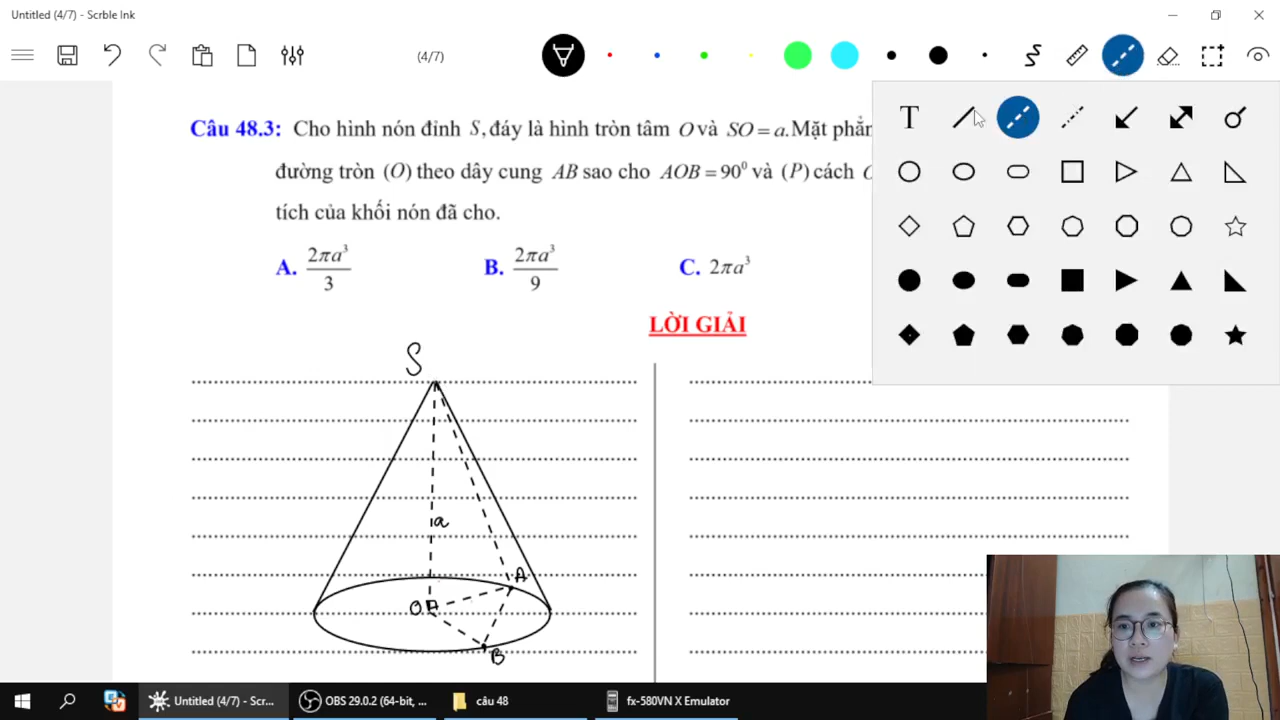 Untitled (4/7) - Scrble Ink
(4/7)
T
Câu 48.3: Cho hình nón đỉnh S, đáy là hình tròn tâm O và SO = a. Mặt phẳn
đường tròn (O) theo dây cung AB sao cho AOB = 90⁰ và (P) cách
tích của khối nón đã cho.
A. 2πa³/3 B. 2πa³/9 C. 2πa³
LỜI GIẢI
S
a
A
O
B
Untitled (4/7) - Scr... OBS 29.0.2 (64-bit, ... câu 48 fx-580VN X Emulator